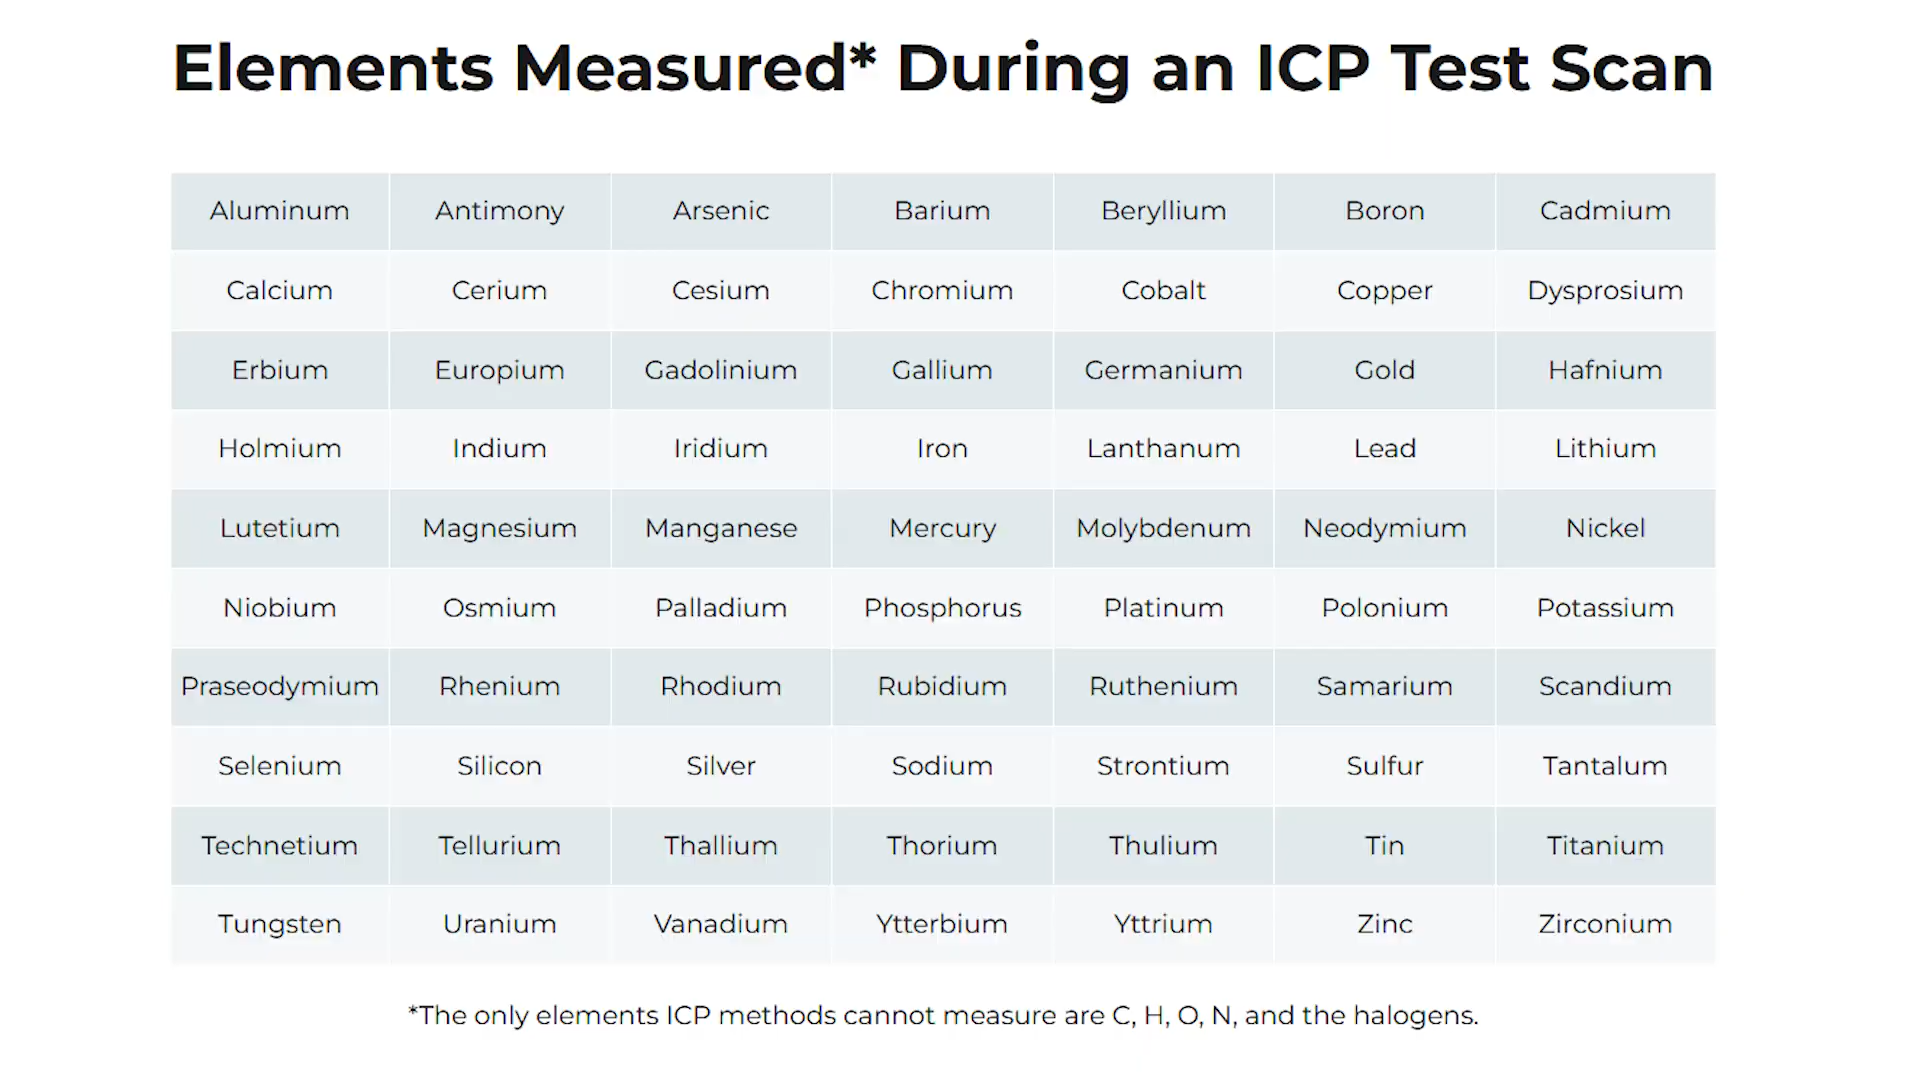 Elements Measured* During an ICP Test Scan
Aluminum Antimony Arsenic Barium Beryllium Boron Cadmium
Calcium Cerium Cesium Chromium Cobalt Copper Dysprosium
Erbium Europium Gadolinium Gallium Germanium Gold Hafnium
Holmium Indium Iridium Iron Lanthanum Lead Lithium
Lutetium Magnesium Manganese Mercury Molybdenum Neodymium Nickel
Niobium Osmium Palladium Phosphorus Platinum Polonium Potassium
Praseodymium Rhenium Rhodium Rubidium Ruthenium Samarium Scandium
Selenium Silicon Silver Sodium Strontium Sulfur Tantalum
Technetium Tellurium Thallium Thorium Thulium Tin Titanium
Tungsten Uranium Vanadium Ytterbium Yttrium Zinc Zirconium
*The only elements ICP methods cannot measure are C, H, O, N, and the halogens.